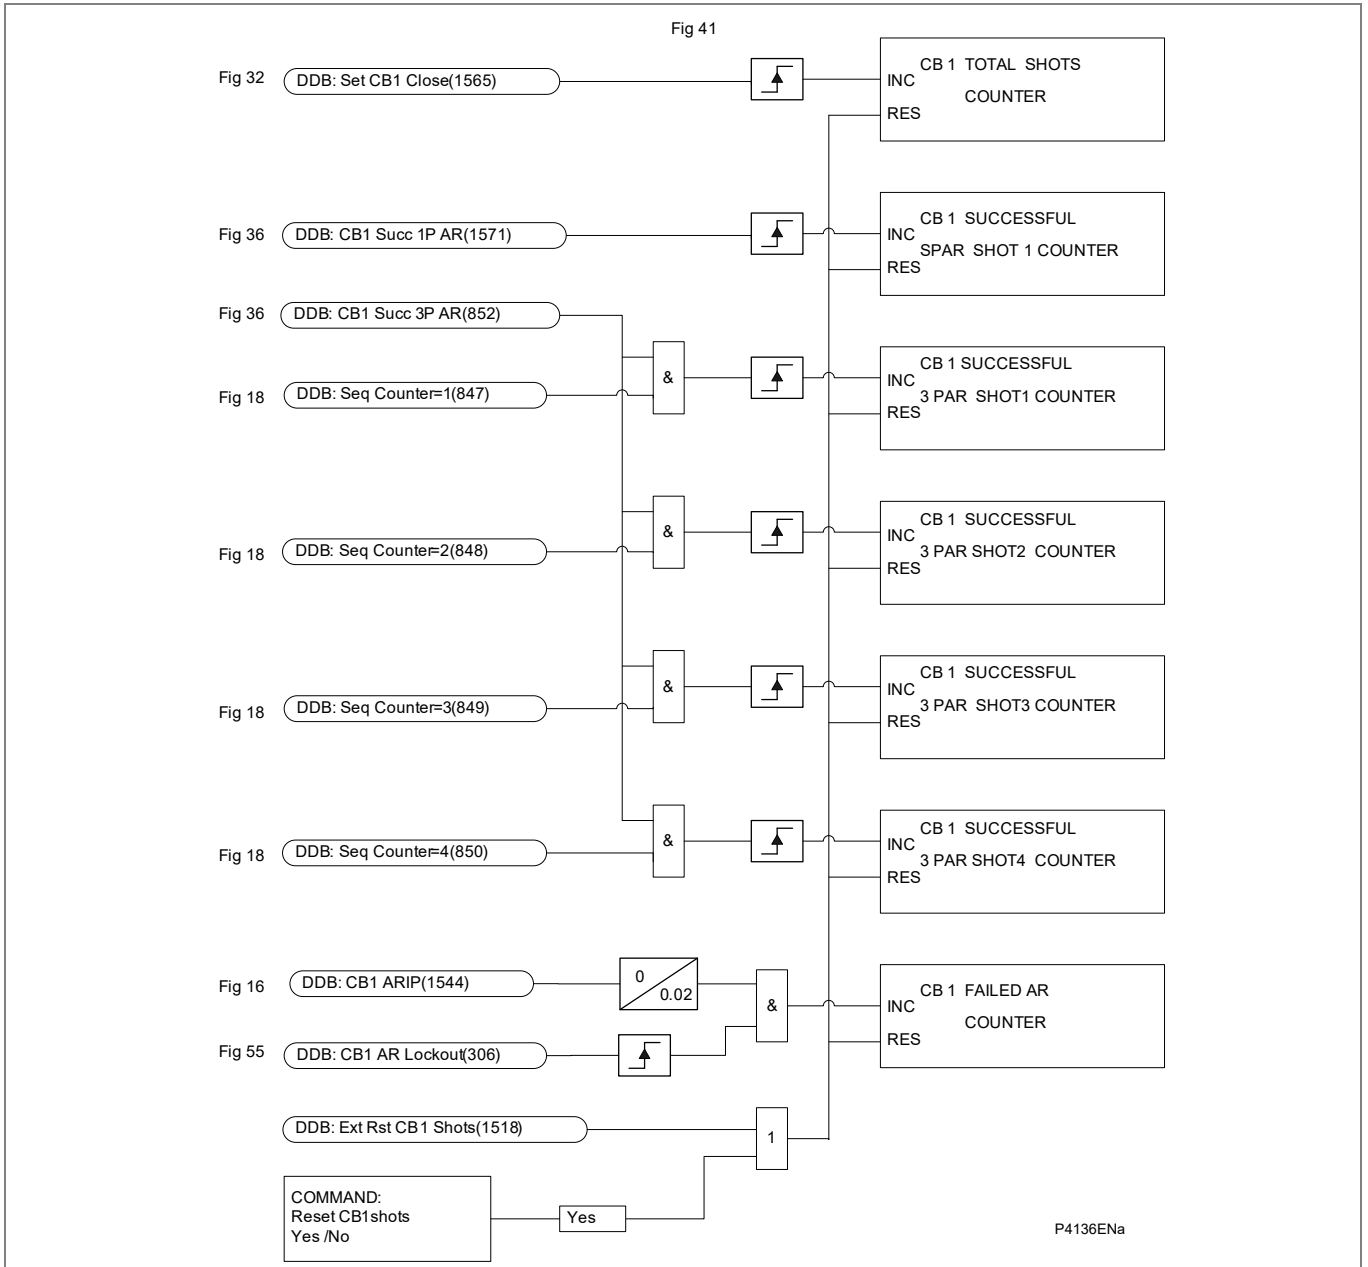 Fig 41
Fig 32
DDB: Set CB1 Close(1565)
CB 1 TOTAL SHOTS
INC
COUNTER
RES
Fig 36
DDB: CB1 Succ 1P AR(1571)
CB 1 SUCCESSFUL
INC
SPAR SHOT 1 COUNTER
RES
Fig 36
DDB: CB1 Succ 3P AR(852)
&
Fig 18
DDB: Seq Counter=1(847)
CB 1 SUCCESSFUL
INC
3 PAR SHOT1 COUNTER
RES
&
Fig 18
DDB: Seq Counter=2(848)
CB 1 SUCCESSFUL
INC
3 PAR SHOT2 COUNTER
RES
&
Fig 18
DDB: Seq Counter=3(849)
CB 1 SUCCESSFUL
INC
3 PAR SHOT3 COUNTER
RES
&
Fig 18
DDB: Seq Counter=4(850)
CB 1 SUCCESSFUL
INC
3 PAR SHOT4 COUNTER
RES
Fig 16
DDB: CB1 ARIP(1544)
0
0.02
&
CB 1 FAILED AR
INC
COUNTER
RES
Fig 55
DDB: CB1 AR Lockout(306)
DDB: Ext Rst CB1 Shots(1518)
1
COMMAND:
Reset CB1shots
Yes /No
Yes
P4136ENa